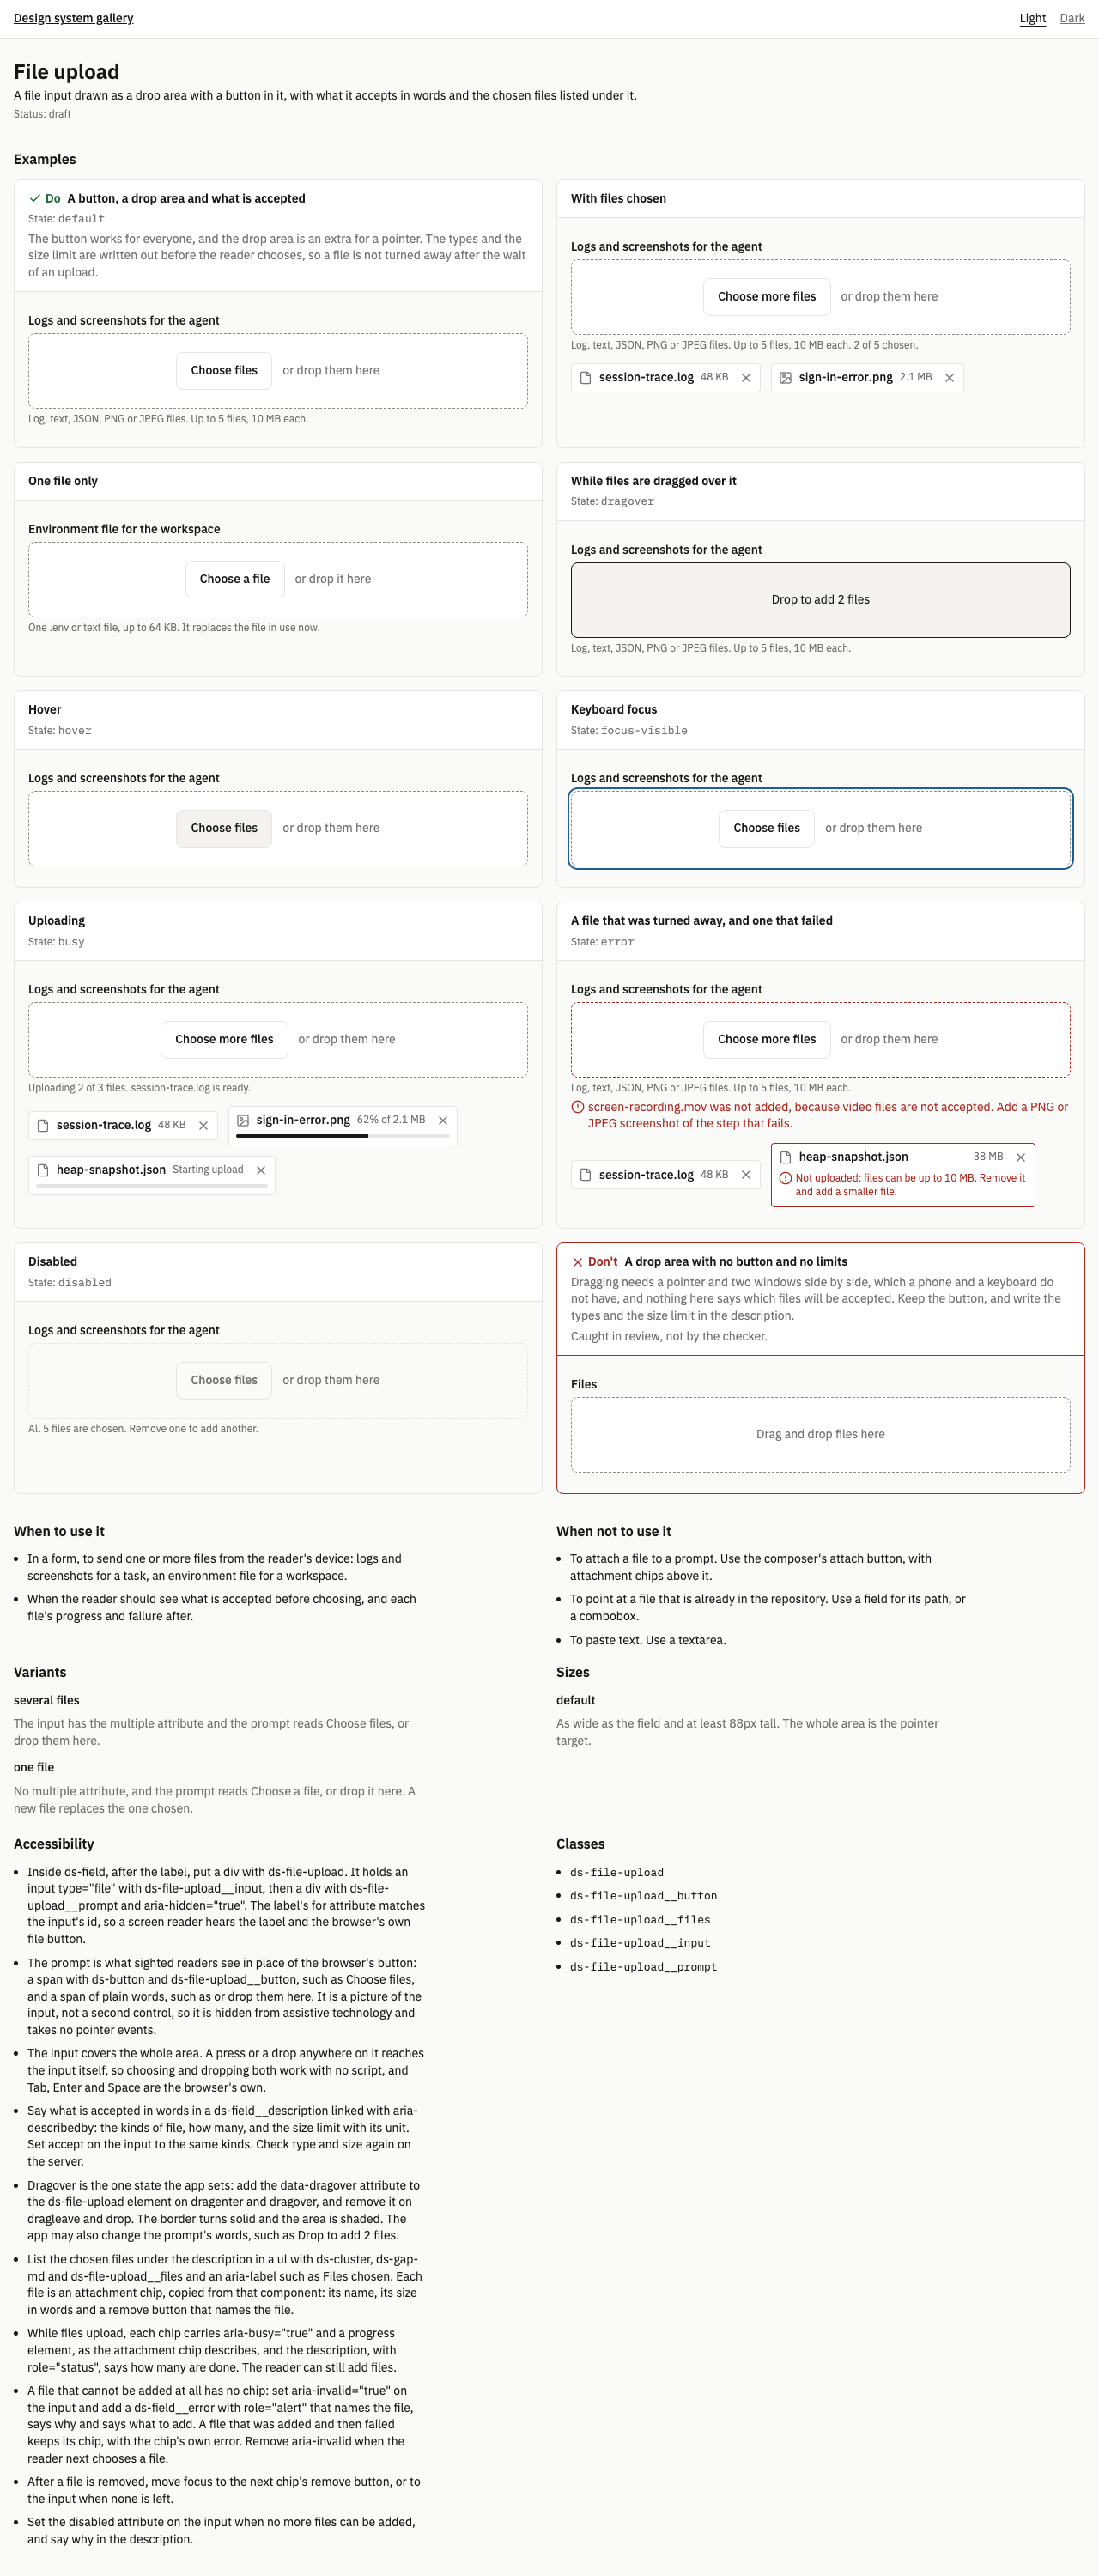 Design system gallery
Light Dark
File upload
A file input drawn as a drop area with a button in it, with what it accepts in words and the chosen files listed under it.
Status: draft
Examples
Do A button, a drop area and what is accepted
State: default
The button works for everyone, and the drop area is an extra for a pointer. The types and the
size limit are written out before the reader chooses, so a file is not turned away after the wait
of an upload.
Logs and screenshots for the agent
Choose files or drop them here
Log, text, JSON, PNG or JPEG files. Up to 5 files, 10 MB each.
With files chosen
Logs and screenshots for the agent
Choose more files or drop them here
Log, text, JSON, PNG or JPEG files. Up to 5 files, 10 MB each. 2 of 5 chosen.
session-trace.log 48 KB sign-in-error.png 2.1 MB
One file only
Environment file for the workspace
Choose a file or drop it here
One .env or text file, up to 64 KB. It replaces the file in use now.
While files are dragged over it
State: dragover
Logs and screenshots for the agent
Drop to add 2 files
Log, text, JSON, PNG or JPEG files. Up to 5 files, 10 MB each.
Hover
State: hover
Logs and screenshots for the agent
Choose files or drop them here
Keyboard focus
State: focus-visible
Logs and screenshots for the agent
Choose files or drop them here
Uploading
State: busy
Logs and screenshots for the agent
Choose more files or drop them here
Uploading 2 of 3 files. session-trace.log is ready.
session-trace.log 48 KB sign-in-error.png 62% of 2.1 MB
heap-snapshot.json Starting upload
A file that was turned away, and one that failed
State: error
Logs and screenshots for the agent
Choose more files or drop them here
Log, text, JSON, PNG or JPEG files. Up to 5 files, 10 MB each.
screen-recording.mov was not added, because video files are not accepted. Add a PNG or
JPEG screenshot of the step that fails.
session-trace.log 48 KB heap-snapshot.json 38 MB
Not uploaded: files can be up to 10 MB. Remove it
and add a smaller file.
Disabled
State: disabled
Logs and screenshots for the agent
Choose files or drop them here
All 5 files are chosen. Remove one to add another.
Don't A drop area with no button and no limits
Dragging needs a pointer and two windows side by side, which a phone and a keyboard do
not have, and nothing here says which files will be accepted. Keep the button, and write the
types and the size limit in the description.
Caught in review, not by the checker.
Files
Drag and drop files here
When to use it
In a form, to send one or more files from the reader's device: logs and
screenshots for a task, an environment file for a workspace.
When the reader should see what is accepted before choosing, and each
file's progress and failure after.
When not to use it
To attach a file to a prompt. Use the composer's attach button, with
attachment chips above it.
To point at a file that is already in the repository. Use a field for its path, or
a combobox.
To paste text. Use a textarea.
Variants
several files
The input has the multiple attribute and the prompt reads Choose files, or
drop them here.
one file
No multiple attribute, and the prompt reads Choose a file, or drop it here. A
new file replaces the one chosen.
Sizes
default
As wide as the field and at least 88px tall. The whole area is the pointer
target.
Accessibility
Inside ds-field, after the label, put a div with ds-file-upload. It holds an
input type="file" with ds-file-upload__input, then a div with ds-file-
upload__prompt and aria-hidden="true". The label's for attribute matches
the input's id, so a screen reader hears the label and the browser's own
file button.
The prompt is what sighted readers see in place of the browser's button:
a span with ds-button and ds-file-upload__button, such as Choose files,
and a span of plain words, such as or drop them here. It is a picture of the
input, not a second control, so it is hidden from assistive technology and
takes no pointer events.
The input covers the whole area. A press or a drop anywhere on it reaches
the input itself, so choosing and dropping both work with no script, and
Tab, Enter and Space are the browser's own.
Say what is accepted in words in a ds-field__description linked with aria-
describedby: the kinds of file, how many, and the size limit with its unit.
Set accept on the input to the same kinds. Check type and size again on
the server.
Dragover is the one state the app sets: add the data-dragover attribute to
the ds-file-upload element on dragenter and dragover, and remove it on
dragleave and drop. The border turns solid and the area is shaded. The
app may also change the prompt's words, such as Drop to add 2 files.
List the chosen files under the description in a ul with ds-cluster, ds-gap-
md and ds-file-upload__files and an aria-label such as Files chosen. Each
file is an attachment chip, copied from that component: its name, its size
in words and a remove button that names the file.
While files upload, each chip carries aria-busy="true" and a progress
element, as the attachment chip describes, and the description, with
role="status", says how many are done. The reader can still add files.
A file that cannot be added at all has no chip: set aria-invalid="true" on
the input and add a ds-field__error with role="alert" that names the file,
says why and says what to add. A file that was added and then failed
keeps its chip, with the chip's own error. Remove aria-invalid when the
reader next chooses a file.
After a file is removed, move focus to the next chip's remove button, or to
the input when none is left.
Set the disabled attribute on the input when no more files can be added,
and say why in the description.
Classes
ds-file-upload
ds-file-upload__button
ds-file-upload__files
ds-file-upload__input
ds-file-upload__prompt